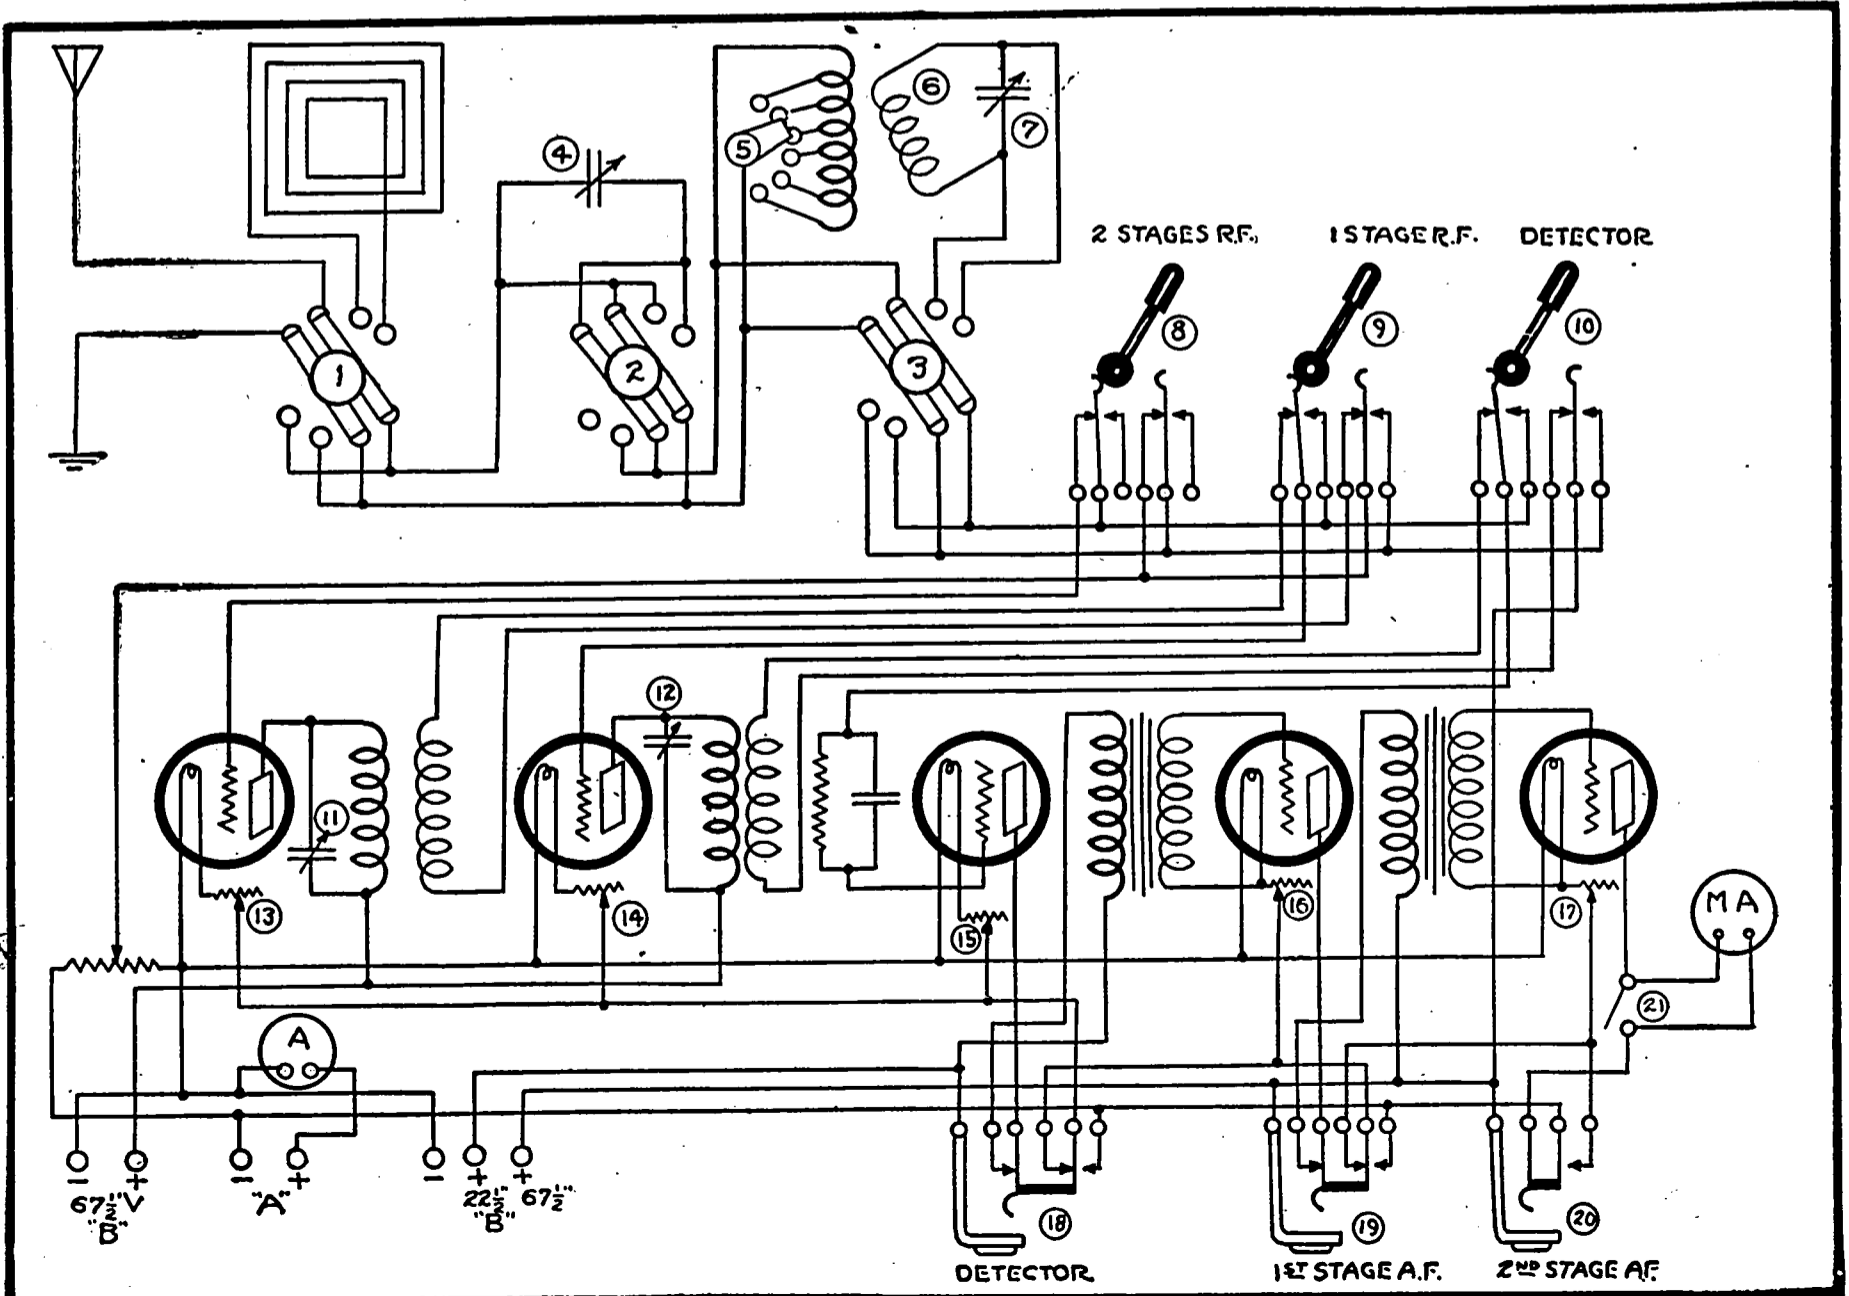 4
5
6
7
2 STAGES R.F.
1 STAGE R.F.
DETECTOR
8
9
10
1
2
3
12
11
13
14
15
16
17
M A
21
A
- +
67½ V
"B"
- +
"A"
- + +
22½ 67½
"B"
18
19
20
DETECTOR
1ST STAGE A.F.
2ND STAGE A.F.